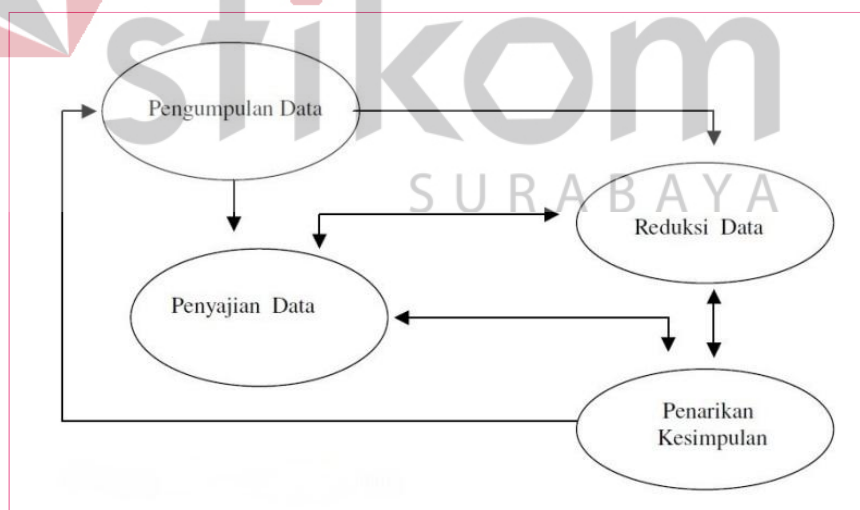 stikom
SURABAYA
Pengumpulan Data
Reduksi Data
Penyajian Data
Penarikan
Kesimpulan